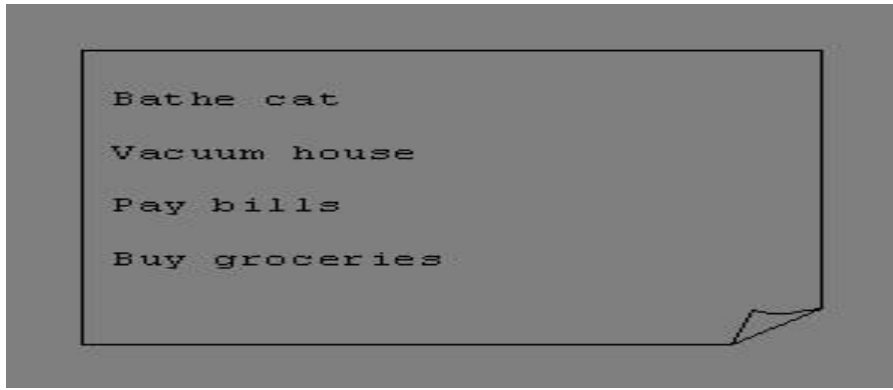 Bathe cat
Vacuum house
Pay bills
Buy groceries